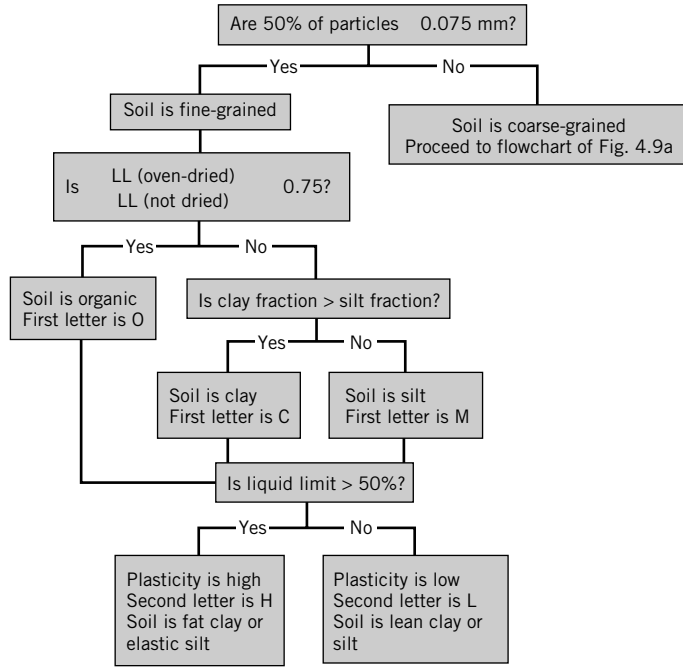 Are 50% of particles 0.075 mm?
Yes
No
Soil is fine-grained
Soil is coarse-grained
Proceed to flowchart of Fig. 4.9a
Is LL (oven-dried) 0.75?
LL (not dried)
Yes
No
Soil is organic
First letter is O
Is clay fraction > silt fraction?
Yes
No
Soil is clay
First letter is C
Soil is silt
First letter is M
Is liquid limit > 50%?
Yes
No
Plasticity is high
Second letter is H
Soil is fat clay or
elastic silt
Plasticity is low
Second letter is L
Soil is lean clay or
silt